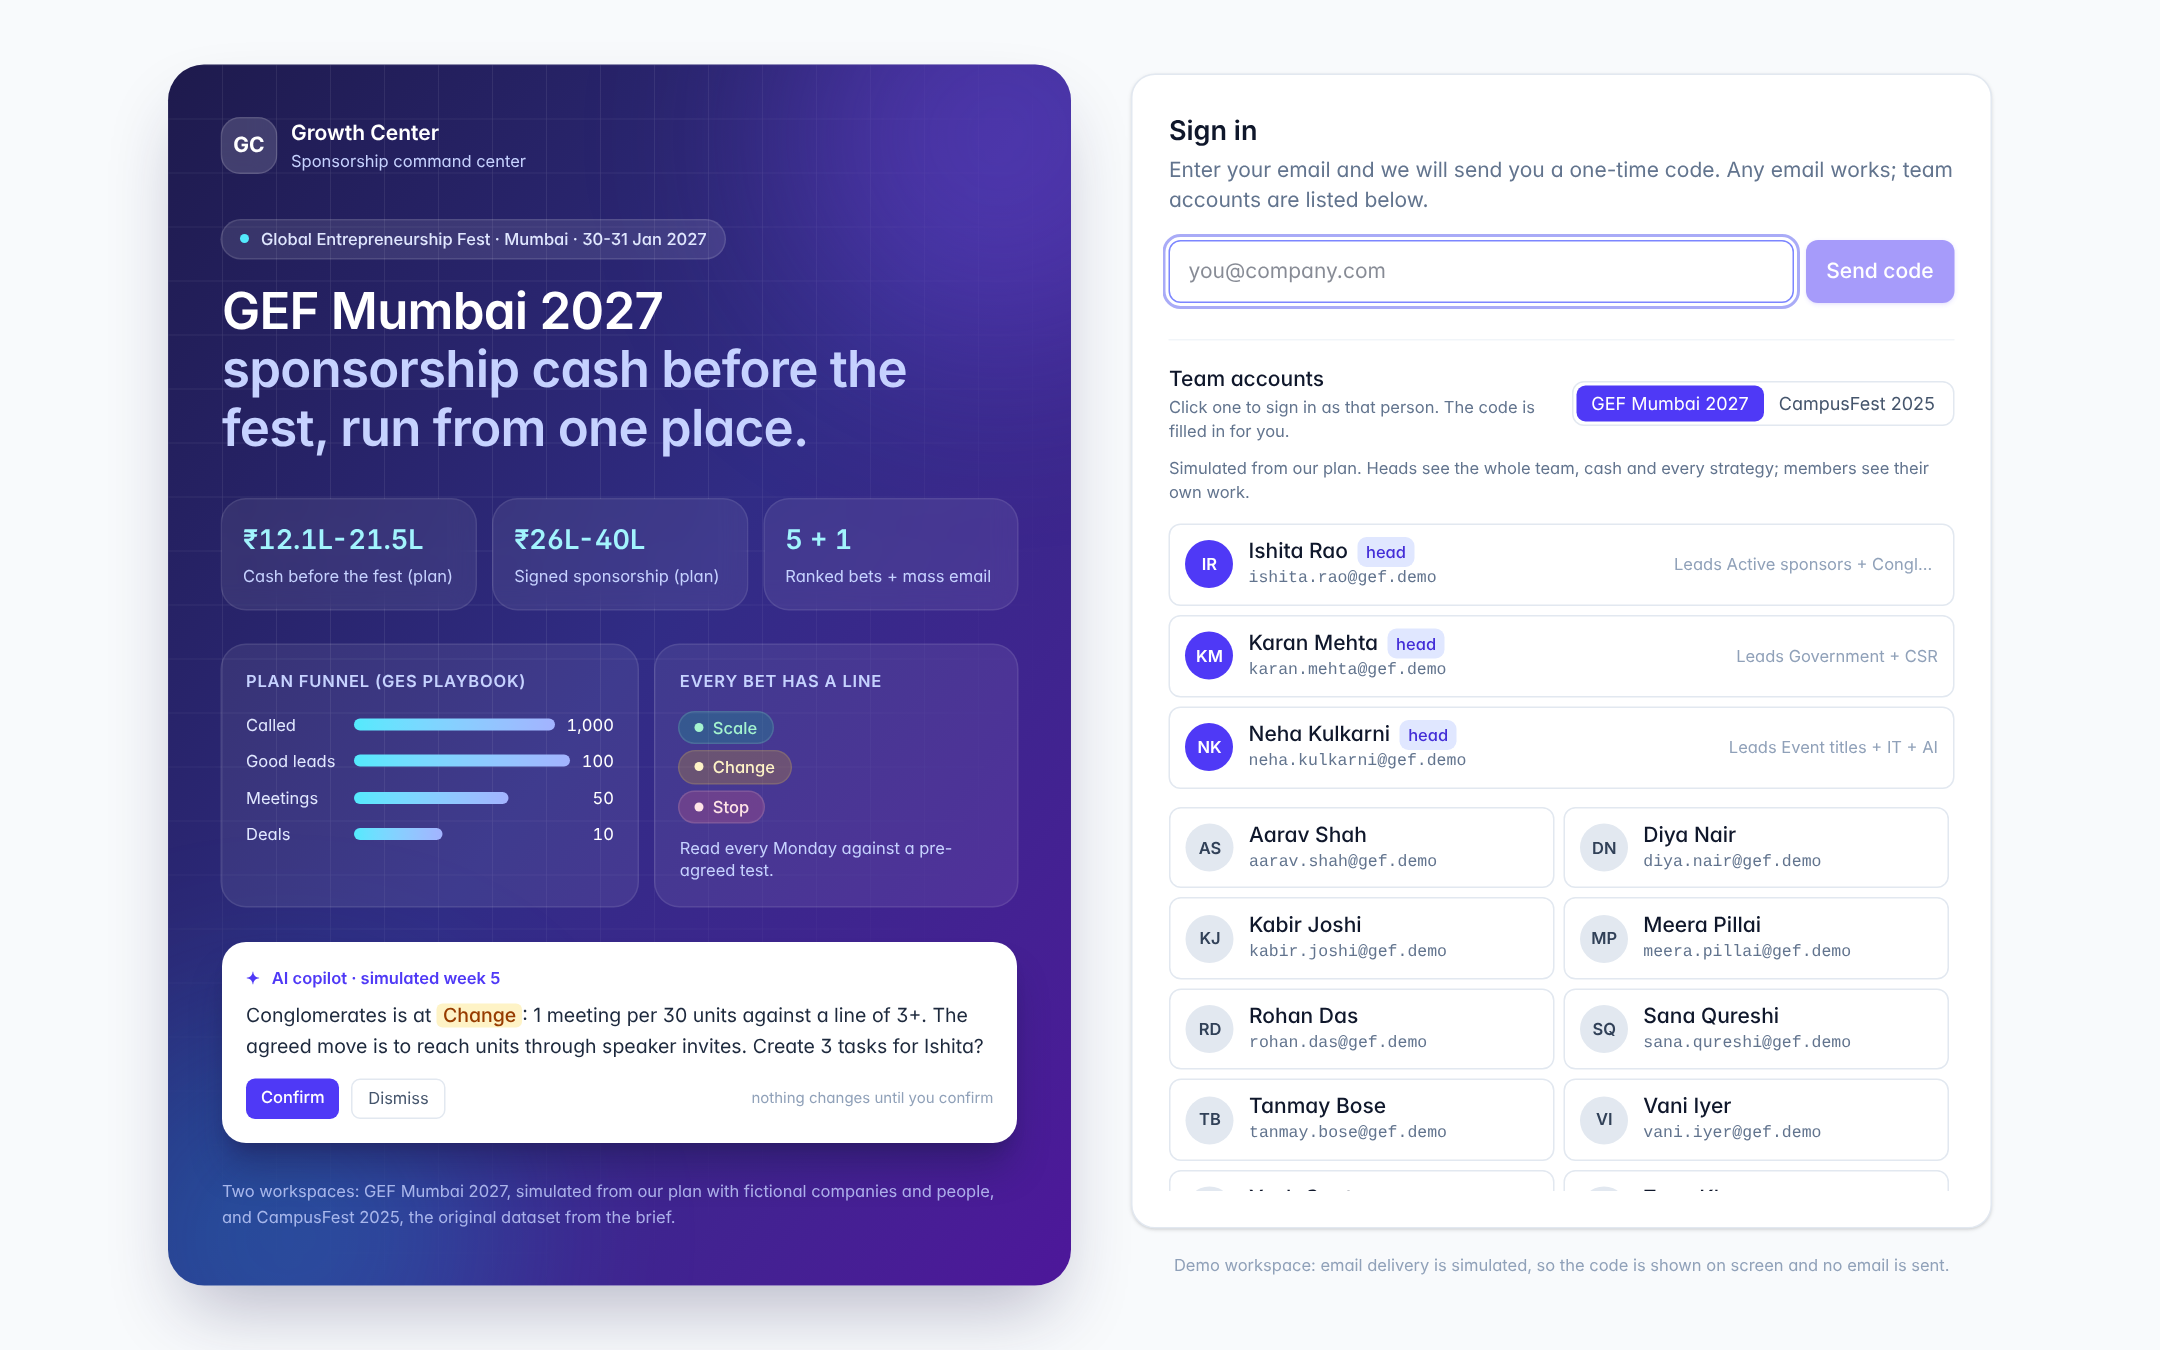 GC
Growth Center
Sponsorship command center
Global Entrepreneurship Fest · Mumbai · 30-31 Jan 2027
GEF Mumbai 2027
sponsorship cash before the
fest, run from one place.
₹12.1L-21.5L
Cash before the fest (plan)
₹26L-40L
Signed sponsorship (plan)
5 + 1
Ranked bets + mass email
PLAN FUNNEL (GES PLAYBOOK)
Called 1,000
Good leads 100
Meetings 50
Deals 10
EVERY BET HAS A LINE
Scale
Change
Stop
Read every Monday against a pre-
agreed test.
AI copilot · simulated week 5
Conglomerates is at Change: 1 meeting per 30 units against a line of 3+. The
agreed move is to reach units through speaker invites. Create 3 tasks for Ishita?
Confirm
Dismiss
nothing changes until you confirm
Two workspaces: GEF Mumbai 2027, simulated from our plan with fictional companies and people,
and CampusFest 2025, the original dataset from the brief.
Sign in
Enter your email and we will send you a one-time code. Any email works; team
accounts are listed below.
you@company.com
Send code
Team accounts
Click one to sign in as that person. The code is
filled in for you.
GEF Mumbai 2027
CampusFest 2025
Simulated from our plan. Heads see the whole team, cash and every strategy; members see their
own work.
IR
Ishita Rao head
ishita.rao@gef.demo
Leads Active sponsors + Congl...
KM
Karan Mehta head
karan.mehta@gef.demo
Leads Government + CSR
NK
Neha Kulkarni head
neha.kulkarni@gef.demo
Leads Event titles + IT + AI
AS
Aarav Shah
aarav.shah@gef.demo
DN
Diya Nair
diya.nair@gef.demo
KJ
Kabir Joshi
kabir.joshi@gef.demo
MP
Meera Pillai
meera.pillai@gef.demo
RD
Rohan Das
rohan.das@gef.demo
SQ
Sana Qureshi
sana.qureshi@gef.demo
TB
Tanmay Bose
tanmay.bose@gef.demo
VI
Vani Iyer
vani.iyer@gef.demo
Demo workspace: email delivery is simulated, so the code is shown on screen and no email is sent.